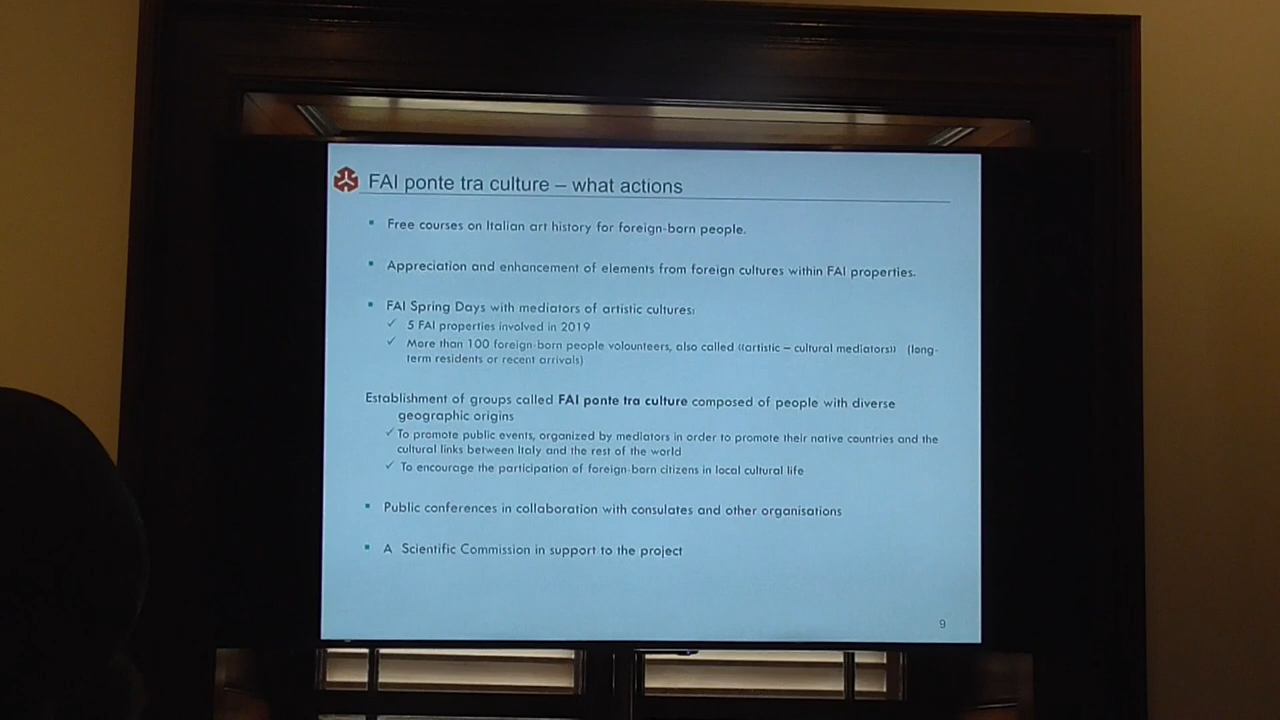 FAI ponte tra culture – what actions
Free courses on Italian art history for foreign-born people.
Appreciation and enhancement of elements from foreign cultures within FAI properties.
FAI Spring Days with mediators of artistic cultures:
5 FAI properties involved in 2019
More than 100 foreign-born people volounteers, also called «artistic – cultural mediators» (long-
term residents or recent arrivals)
Establishment of groups called FAI ponte tra culture composed of people with diverse
geographic origins
To promote public events, organized by mediators in order to promote their native countries and the
cultural links between Italy and the rest of the world
To encourage the participation of foreign-born citizens in local cultural life
Public conferences in collaboration with consulates and other organisations
A Scientific Commission in support to the project
9